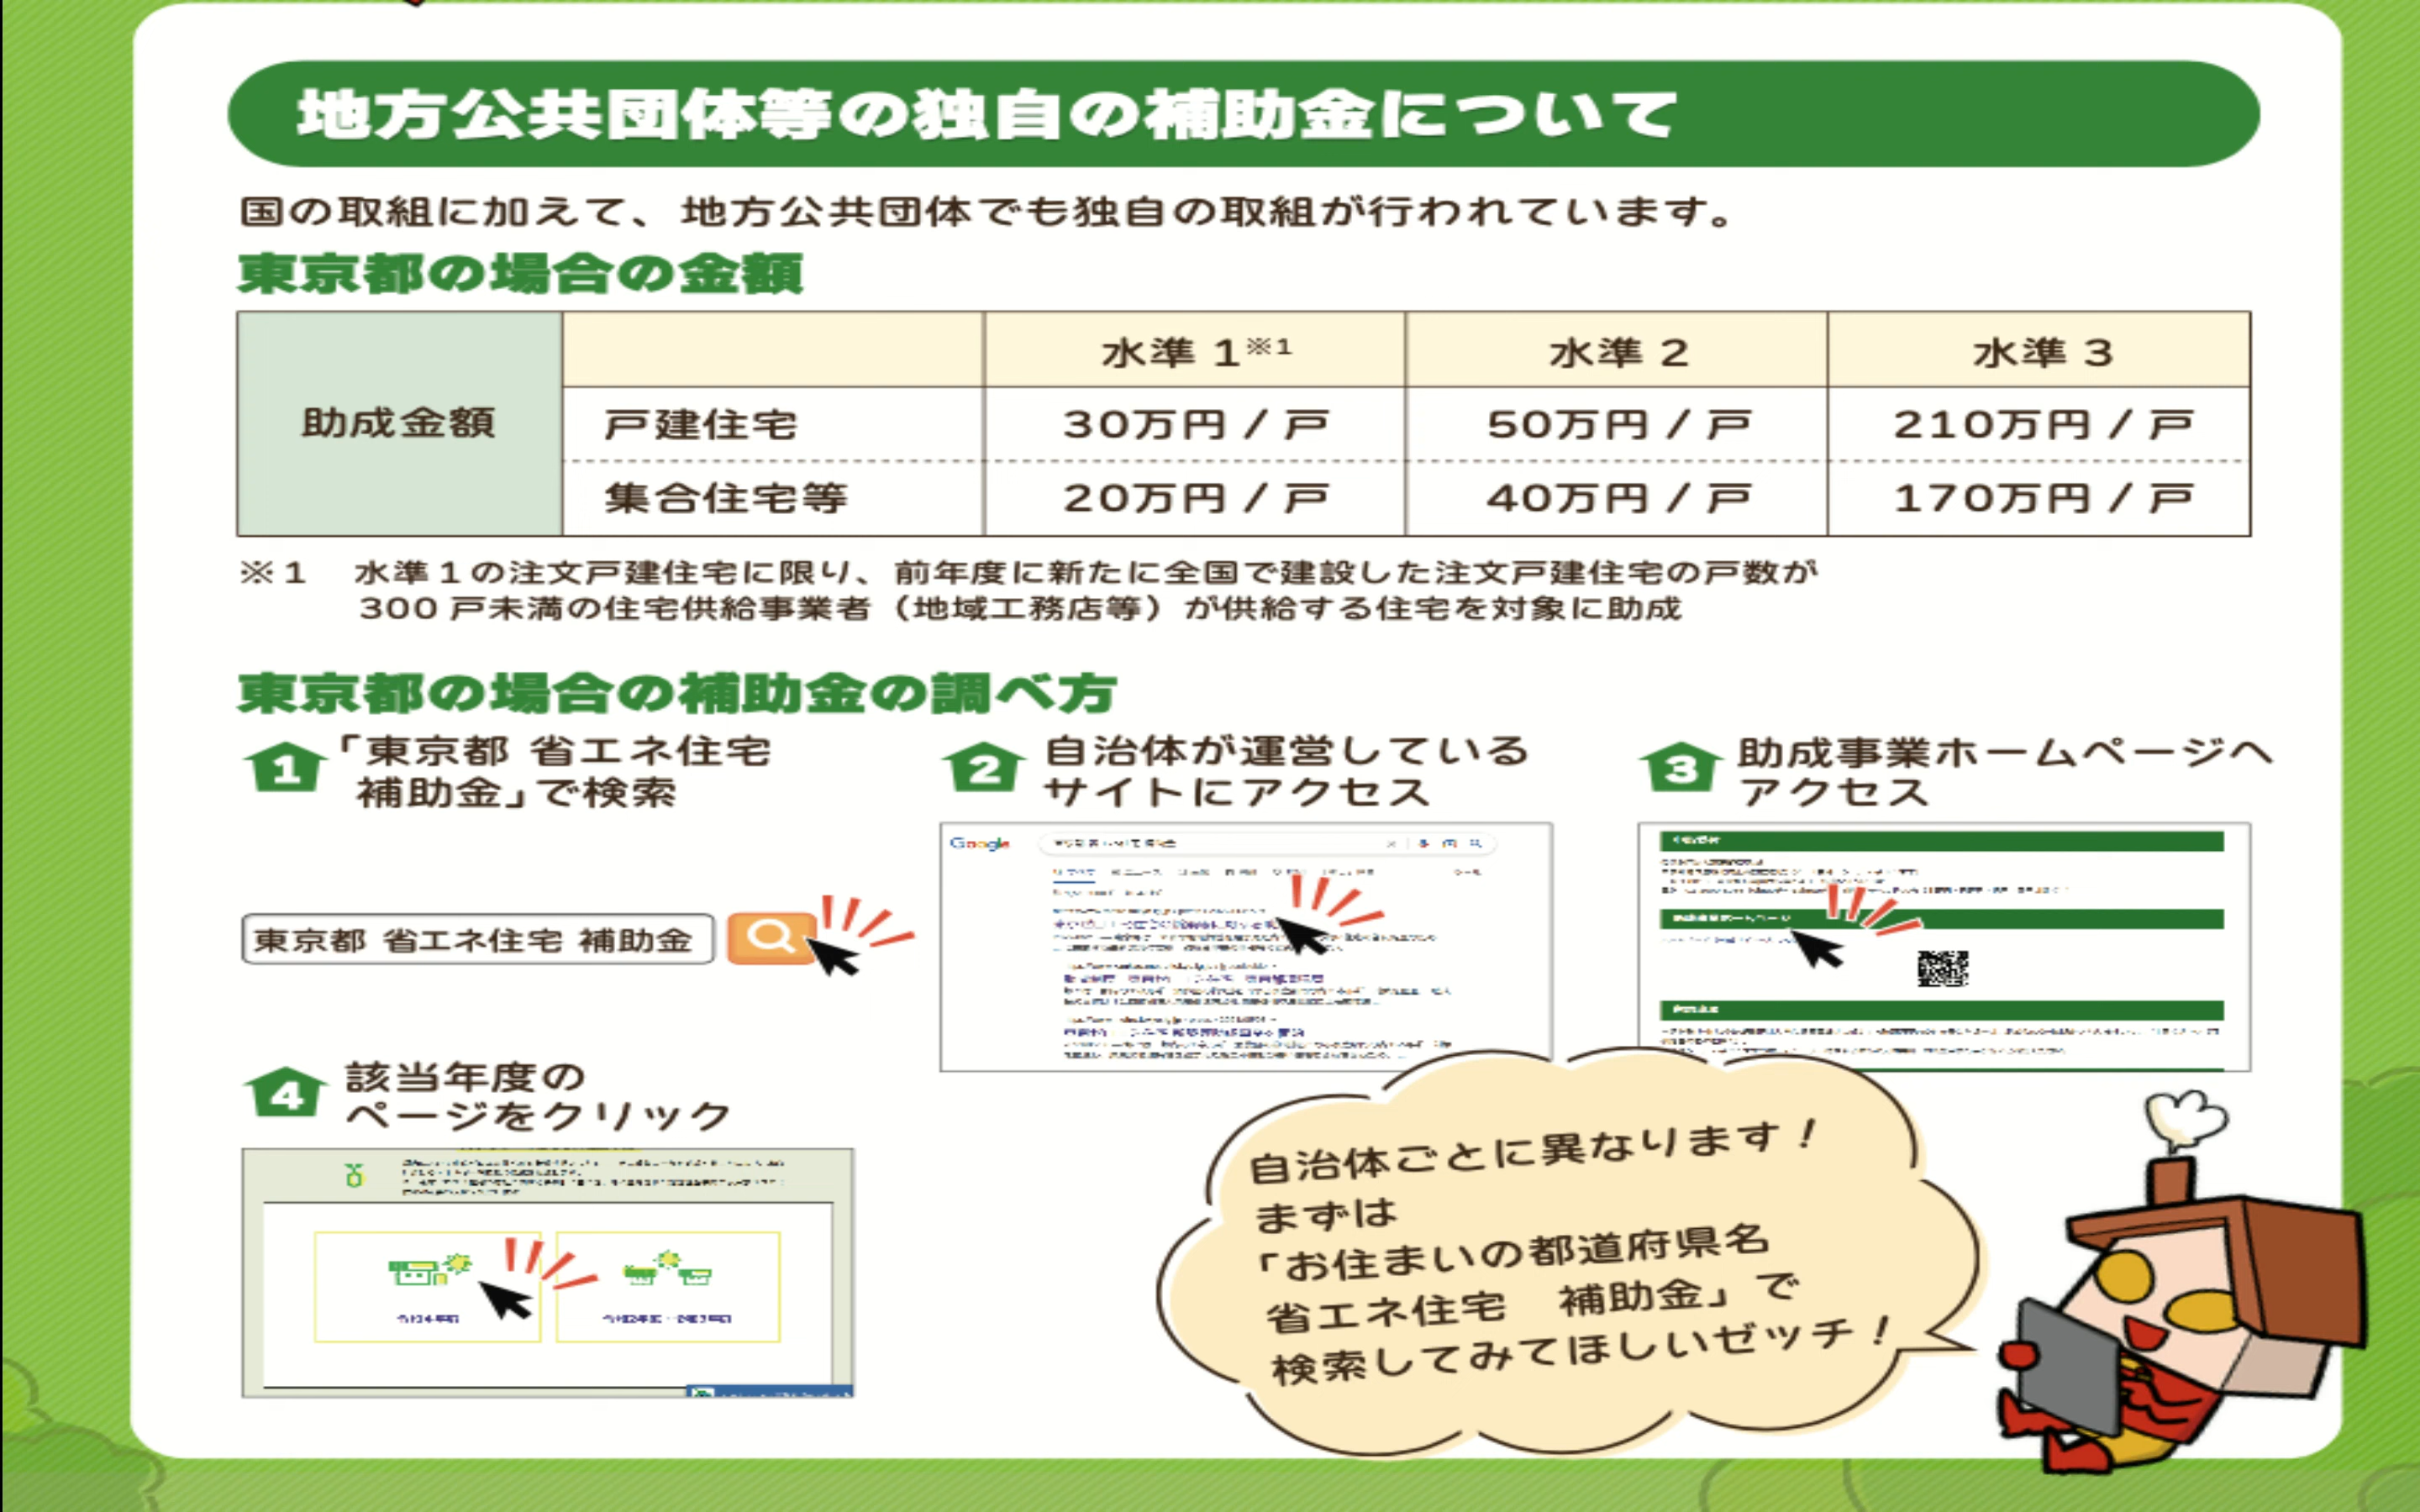 地方公共団体等の独自の補助金について
国の取組に加えて、地方公共団体でも独自の取組が行われています。
東京都の場合の金額
助成金額
水準 1※1 水準 2 水準 3
戸建住宅 30万円 / 戸 50万円 / 戸 210万円 / 戸
集合住宅等 20万円 / 戸 40万円 / 戸 170万円 / 戸
※1 水準1の注文戸建住宅に限り、前年度に新たに全国で建設した注文戸建住宅の戸数が
300 戸未満の住宅供給事業者（地域工務店等）が供給する住宅を対象に助成
東京都の場合の補助金の調べ方
1 「東京都 省エネ住宅
補助金」で検索
東京都 省エネ住宅 補助金
2 自治体が運営している
サイトにアクセス
Google
3 助成事業ホームページへ
アクセス
4 該当年度の
ページをクリック
自治体ごとに異なります！
まずは
「お住まいの都道府県名
省エネ住宅 補助金」で
検索してみてほしいゼッチ！